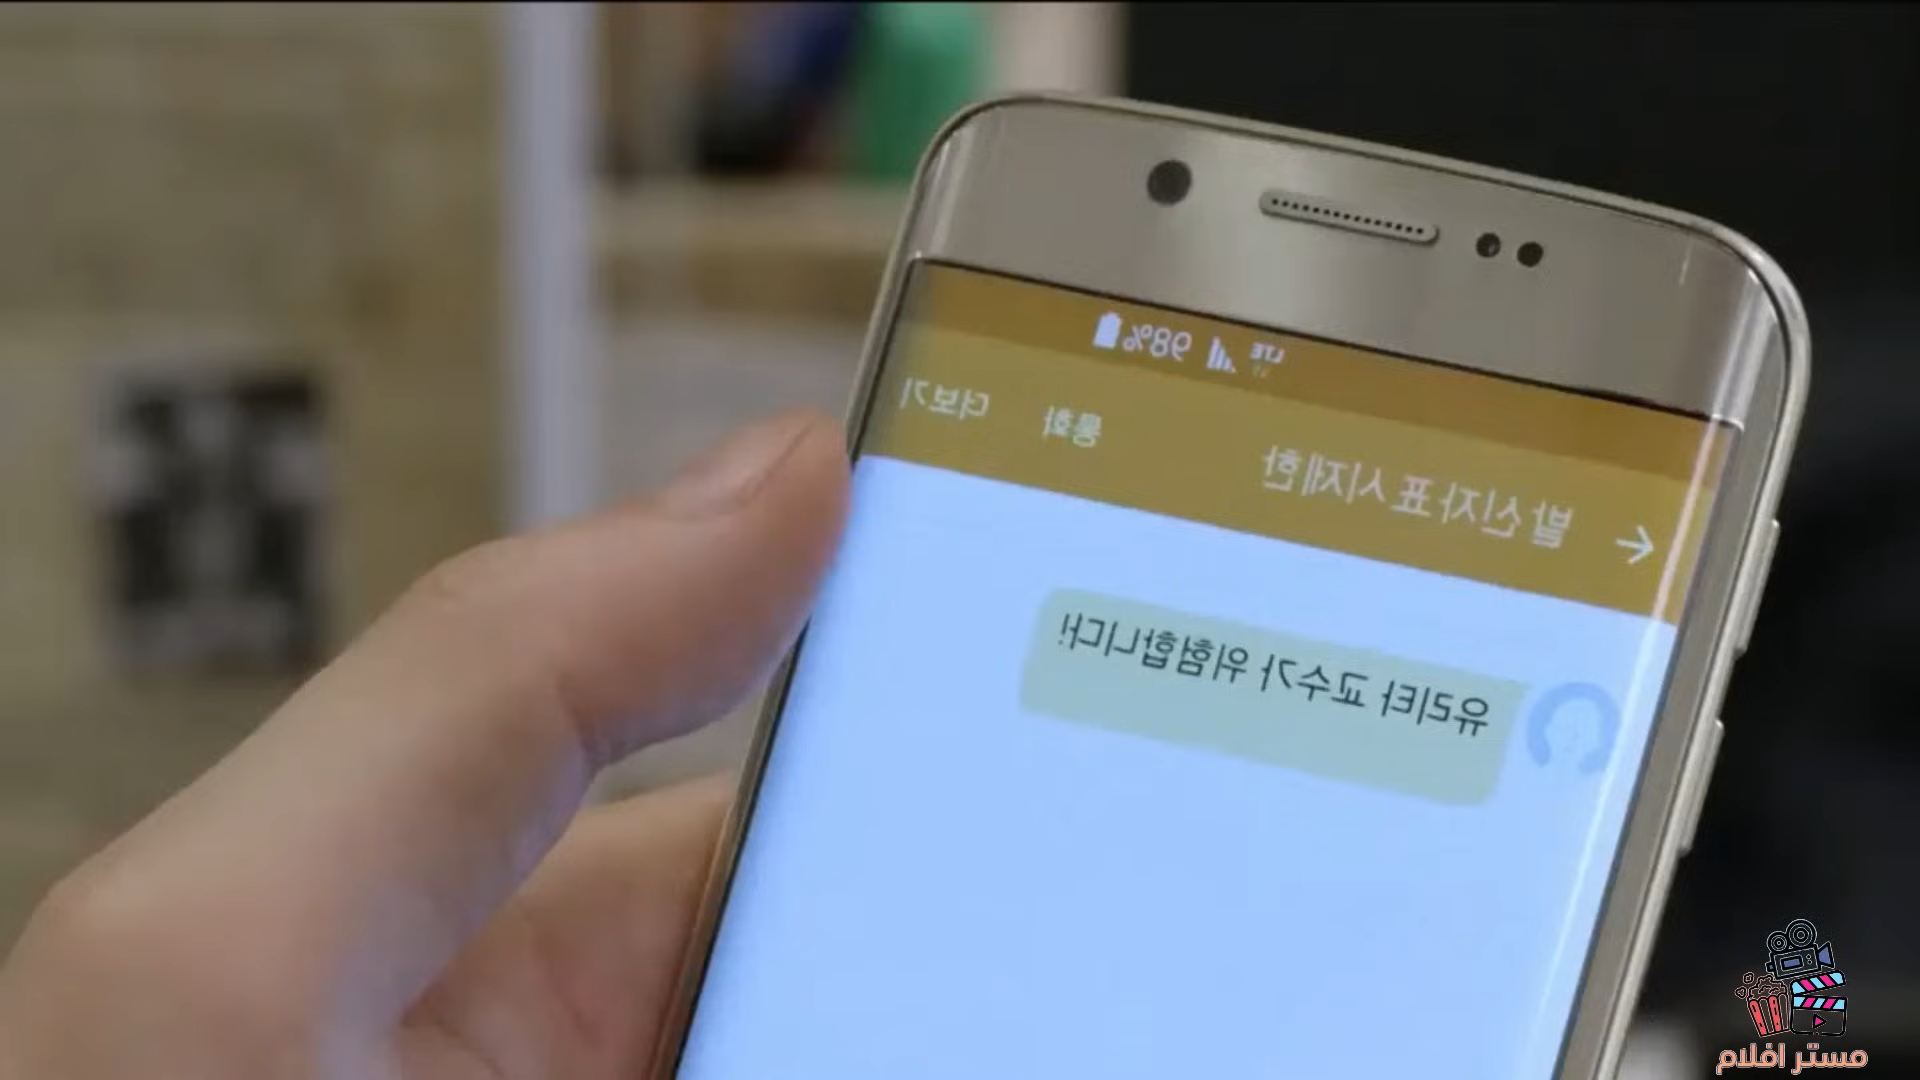 LTE 98%
발신자 표시제한 통화 더보기
유리타 교수가 위험합니다!
مستر افلام